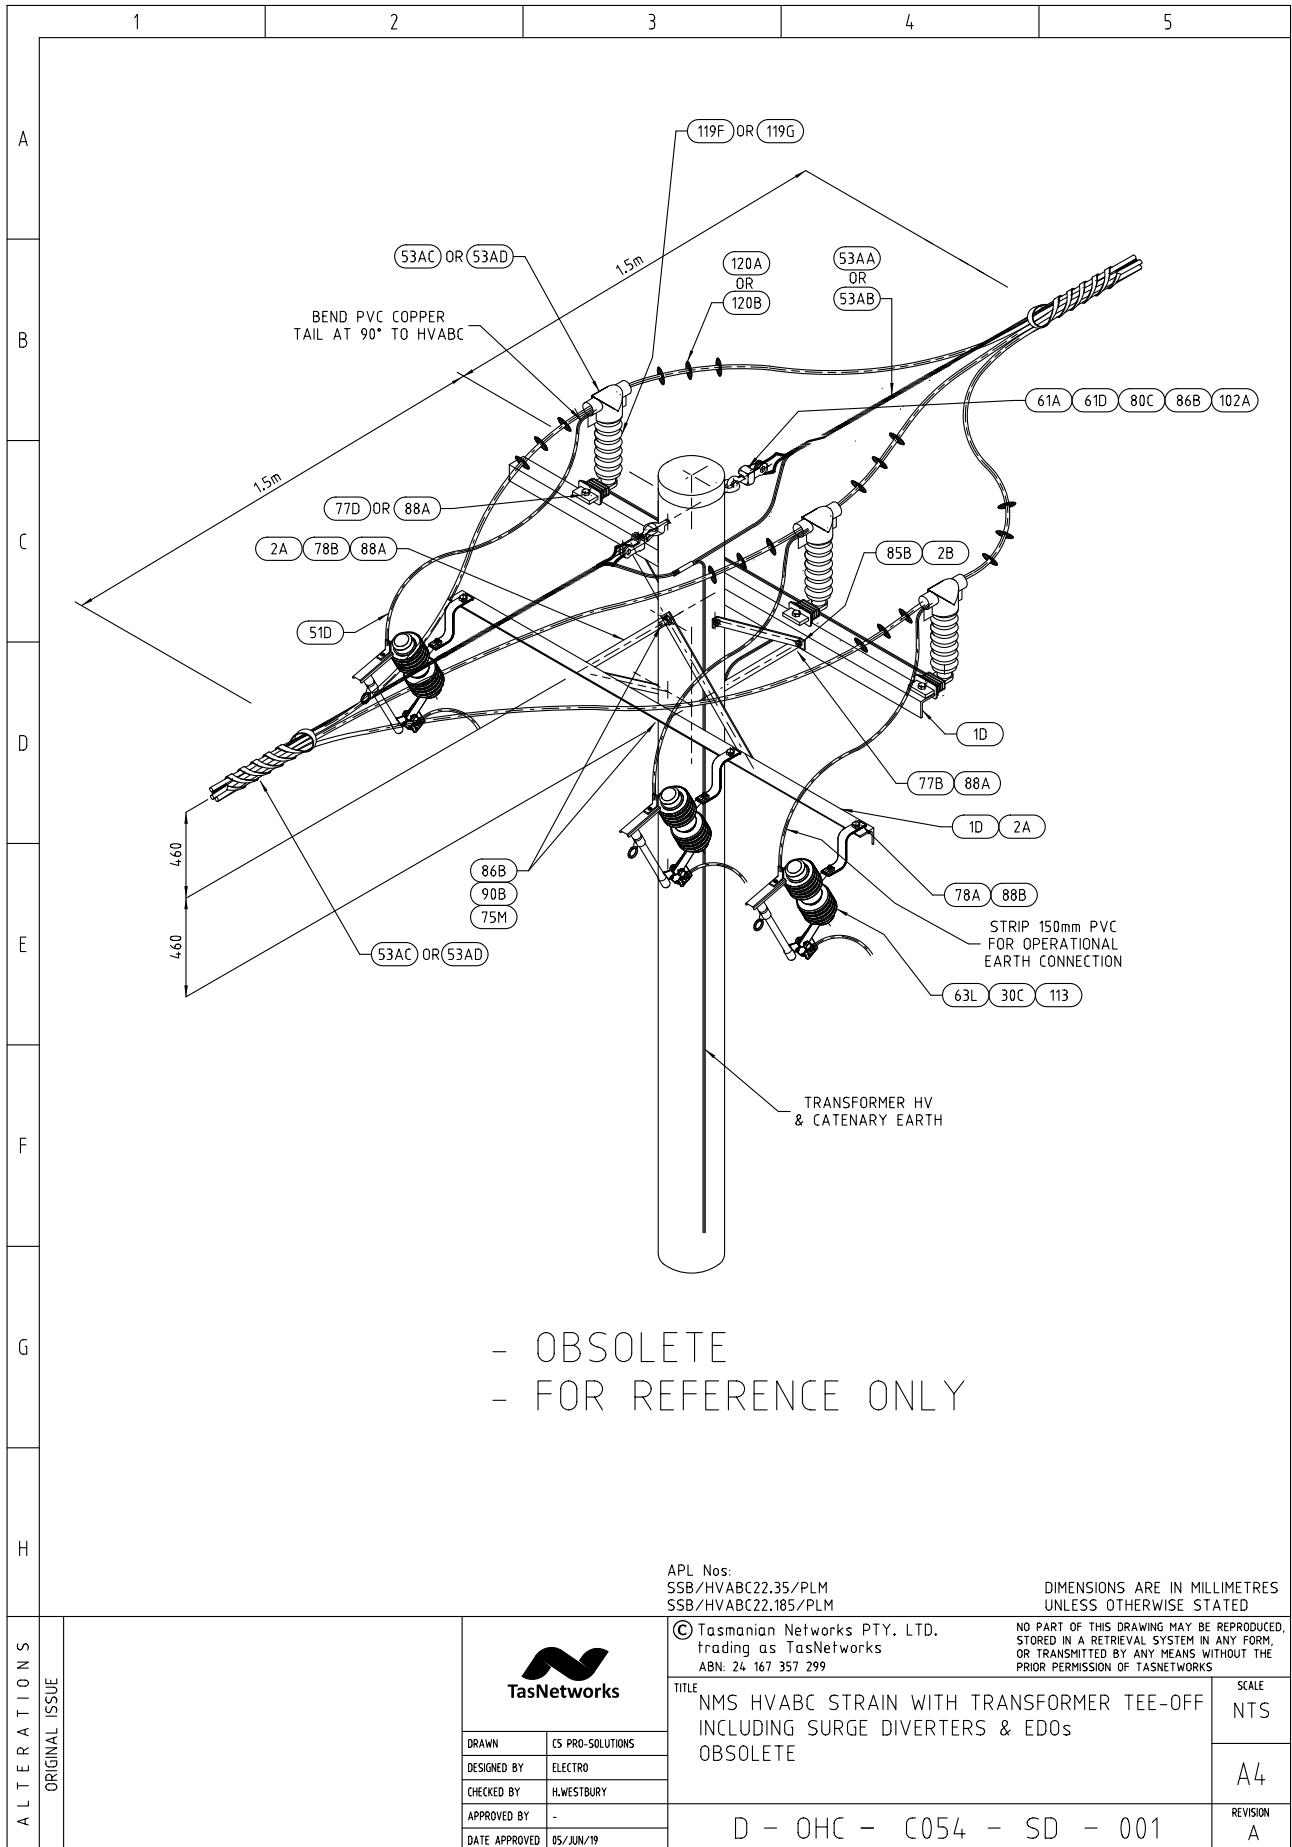 1 2 3 4 5
A
B
C
D
E
F
G
H
119F OR 119G
53AC OR 53AD
1.5m
120A
OR
120B
53AA
OR
53AB
BEND PVC COPPER
TAIL AT 90° TO HVABC
61A 61D 80C 86B 102A
1.5m
77D OR 88A
2A 78B 88A
85B 2B
51D
1D
77B 88A
1D 2A
460
86B
90B
75M
78A 88B
STRIP 150mm PVC
FOR OPERATIONAL
EARTH CONNECTION
460
53AC OR 53AD
63L 30C 113
TRANSFORMER HV
& CATENARY EARTH
- OBSOLETE
- FOR REFERENCE ONLY
APL Nos:
SSB/HVABC22.35/PLM
SSB/HVABC22.185/PLM
DIMENSIONS ARE IN MILLIMETRES
UNLESS OTHERWISE STATED
ALTERATIONS
ORIGINAL ISSUE
TasNetworks
© Tasmanian Networks PTY. LTD.
trading as TasNetworks
ABN: 24 167 357 299
NO PART OF THIS DRAWING MAY BE REPRODUCED,
STORED IN A RETRIEVAL SYSTEM IN ANY FORM,
OR TRANSMITTED BY ANY MEANS WITHOUT THE
PRIOR PERMISSION OF TASNETWORKS
TITLE
NMS HVABC STRAIN WITH TRANSFORMER TEE-OFF
INCLUDING SURGE DIVERTERS & EDOs
OBSOLETE
SCALE
NTS
A4
DRAWN C5 PRO-SOLUTIONS
DESIGNED BY ELECTRO
CHECKED BY H.WESTBURY
APPROVED BY -
DATE APPROVED 05/JUN/19
D - OHC - C054 - SD - 001
REVISION
A